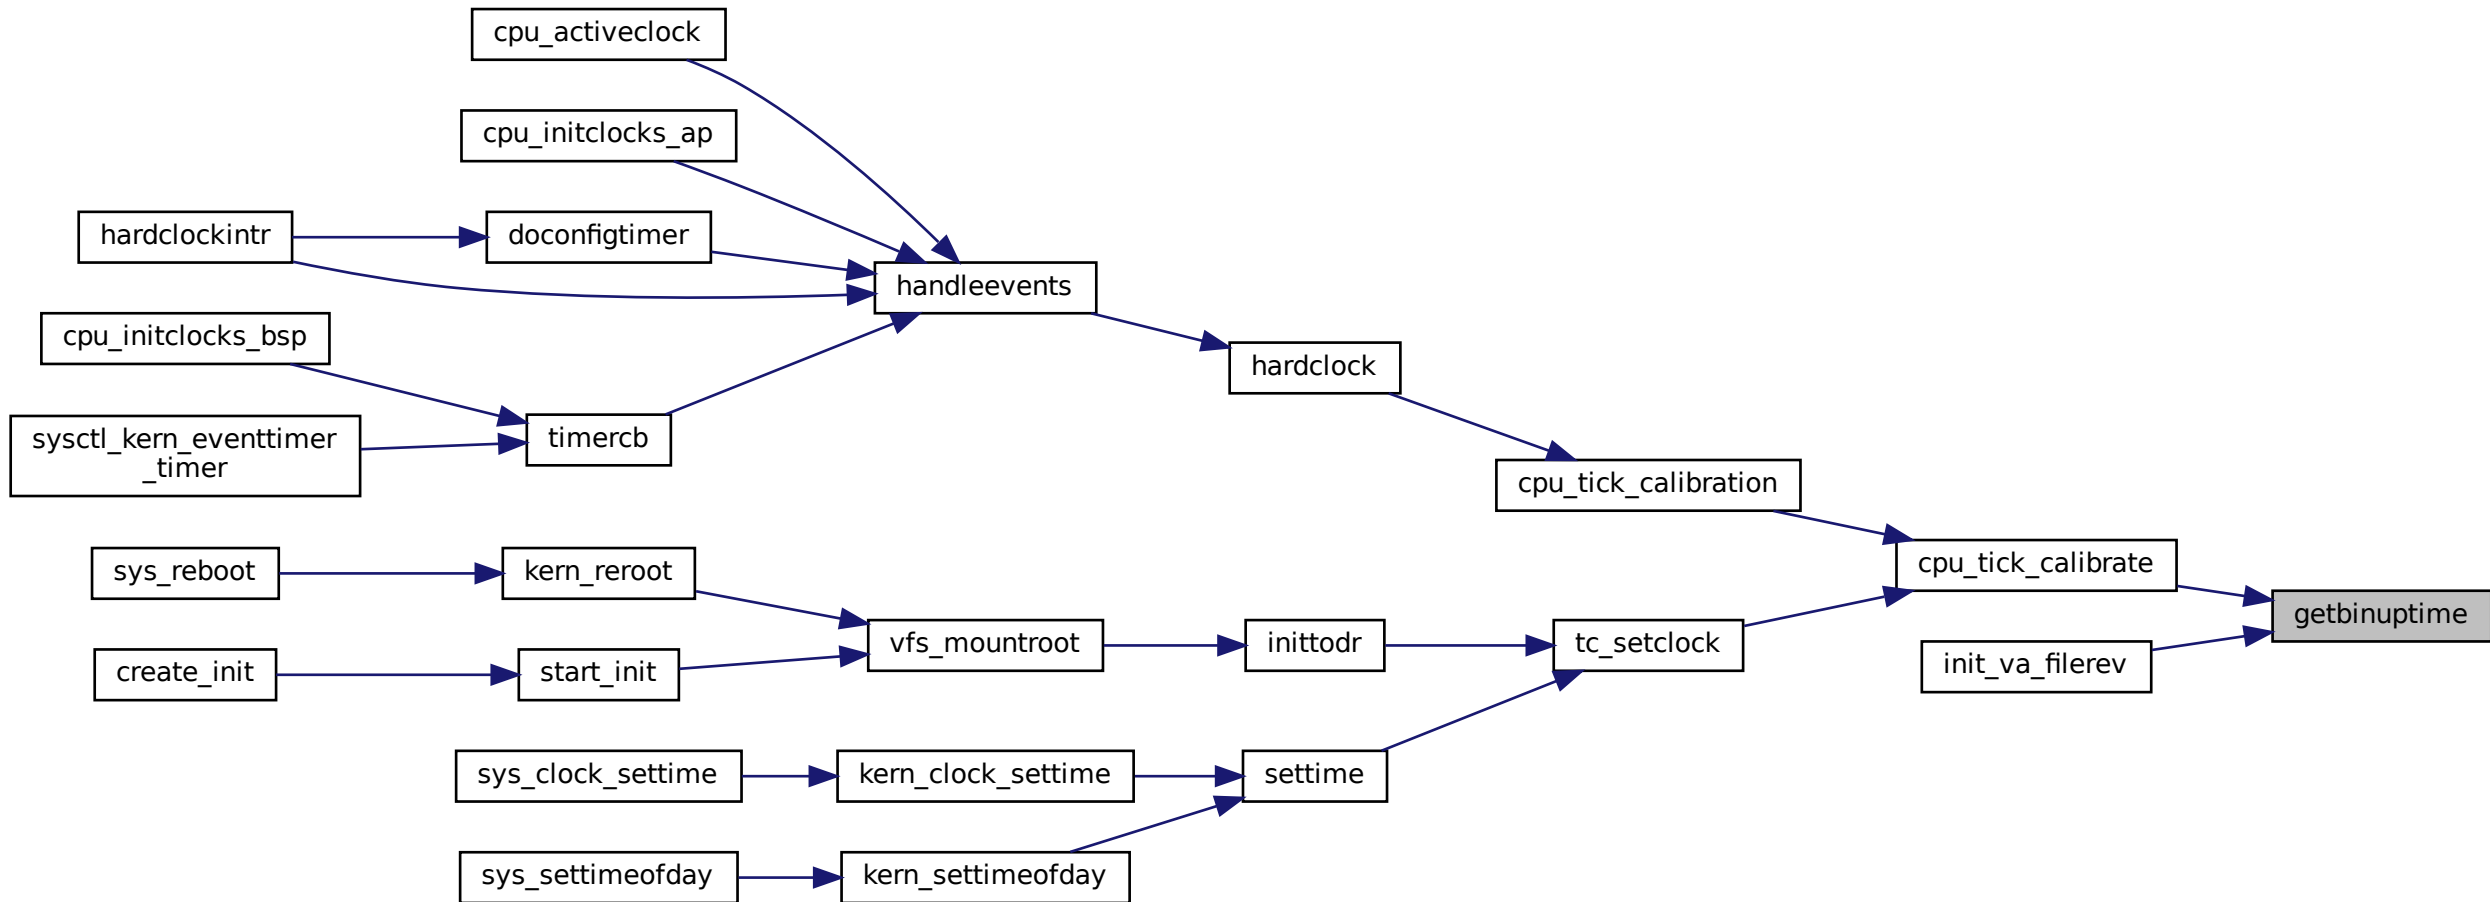 cpu_activeclock
cpu_initclocks_ap
hardclockintr
doconfigtimer
handleevents
cpu_initclocks_bsp
hardclock
sysctl_kern_eventtimer
_timer
timercb
cpu_tick_calibration
sys_reboot
kern_reroot
cpu_tick_calibrate
getbinuptime
create_init
start_init
vfs_mountroot
inittodr
tc_setclock
init_va_filerev
sys_clock_settime
kern_clock_settime
settime
sys_settimeofday
kern_settimeofday